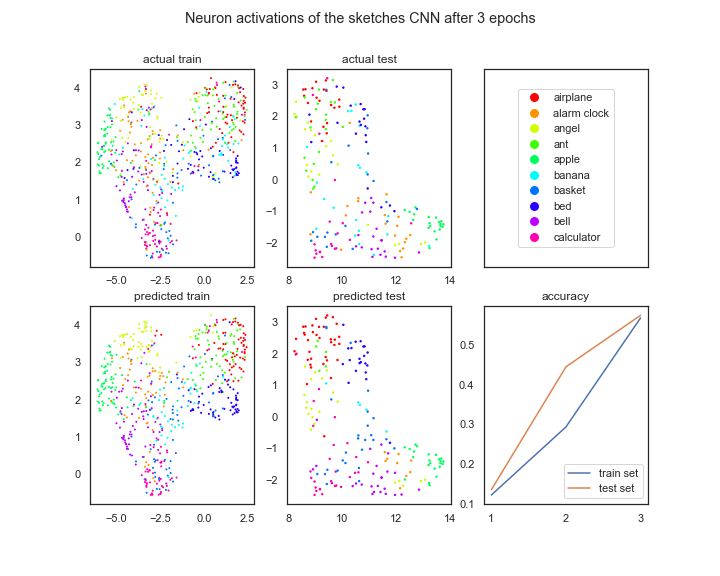 Neuron activations of the sketches CNN after 3 epochs
actual train
actual test
4
3
2
1
0
−5.0 −2.5 0.0 2.5
3
2
1
0
−1
−2
8 10 12 14
airplane
alarm clock
angel
ant
apple
banana
basket
bed
bell
calculator
predicted train
predicted test
accuracy
4
3
2
1
0
−5.0 −2.5 0.0 2.5
3
2
1
0
−1
−2
8 10 12 14
0.5
0.4
0.3
0.2
0.1
train set
test set
1 2 3